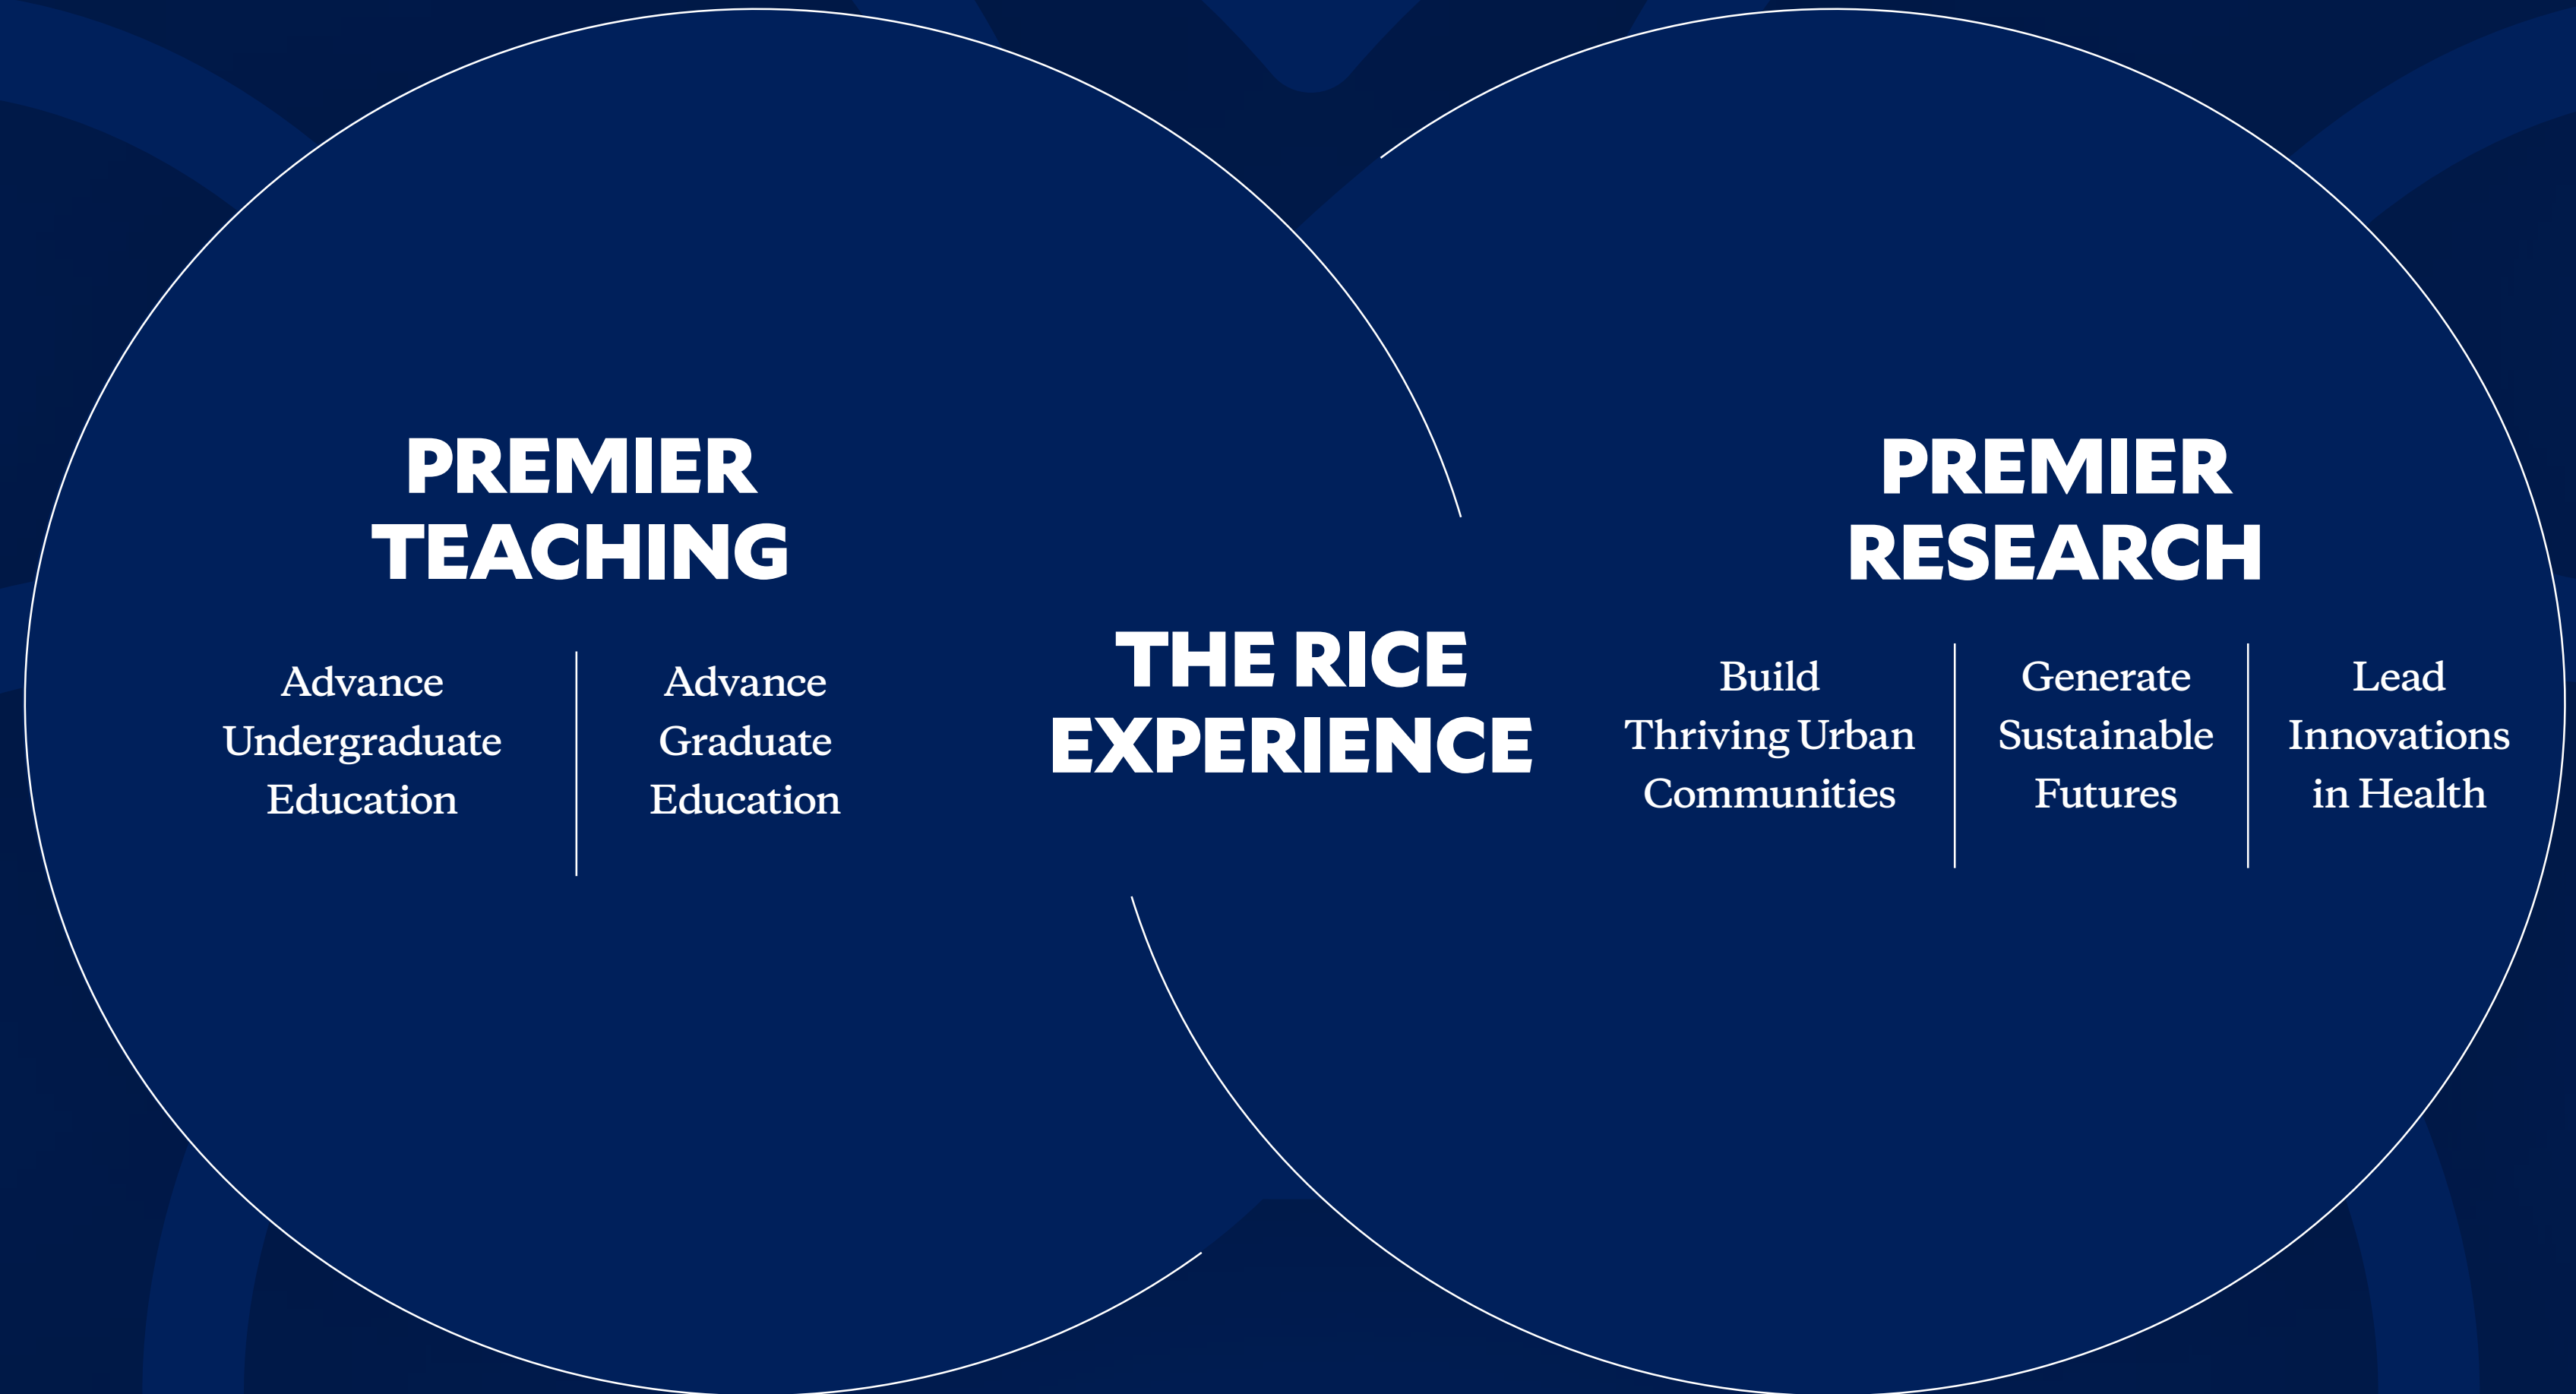 PREMIER
TEACHING
Advance
Undergraduate
Education
Advance
Graduate
Education
THE RICE
EXPERIENCE
PREMIER
RESEARCH
Build
Thriving Urban
Communities
Generate
Sustainable
Futures
Lead
Innovations
in Health